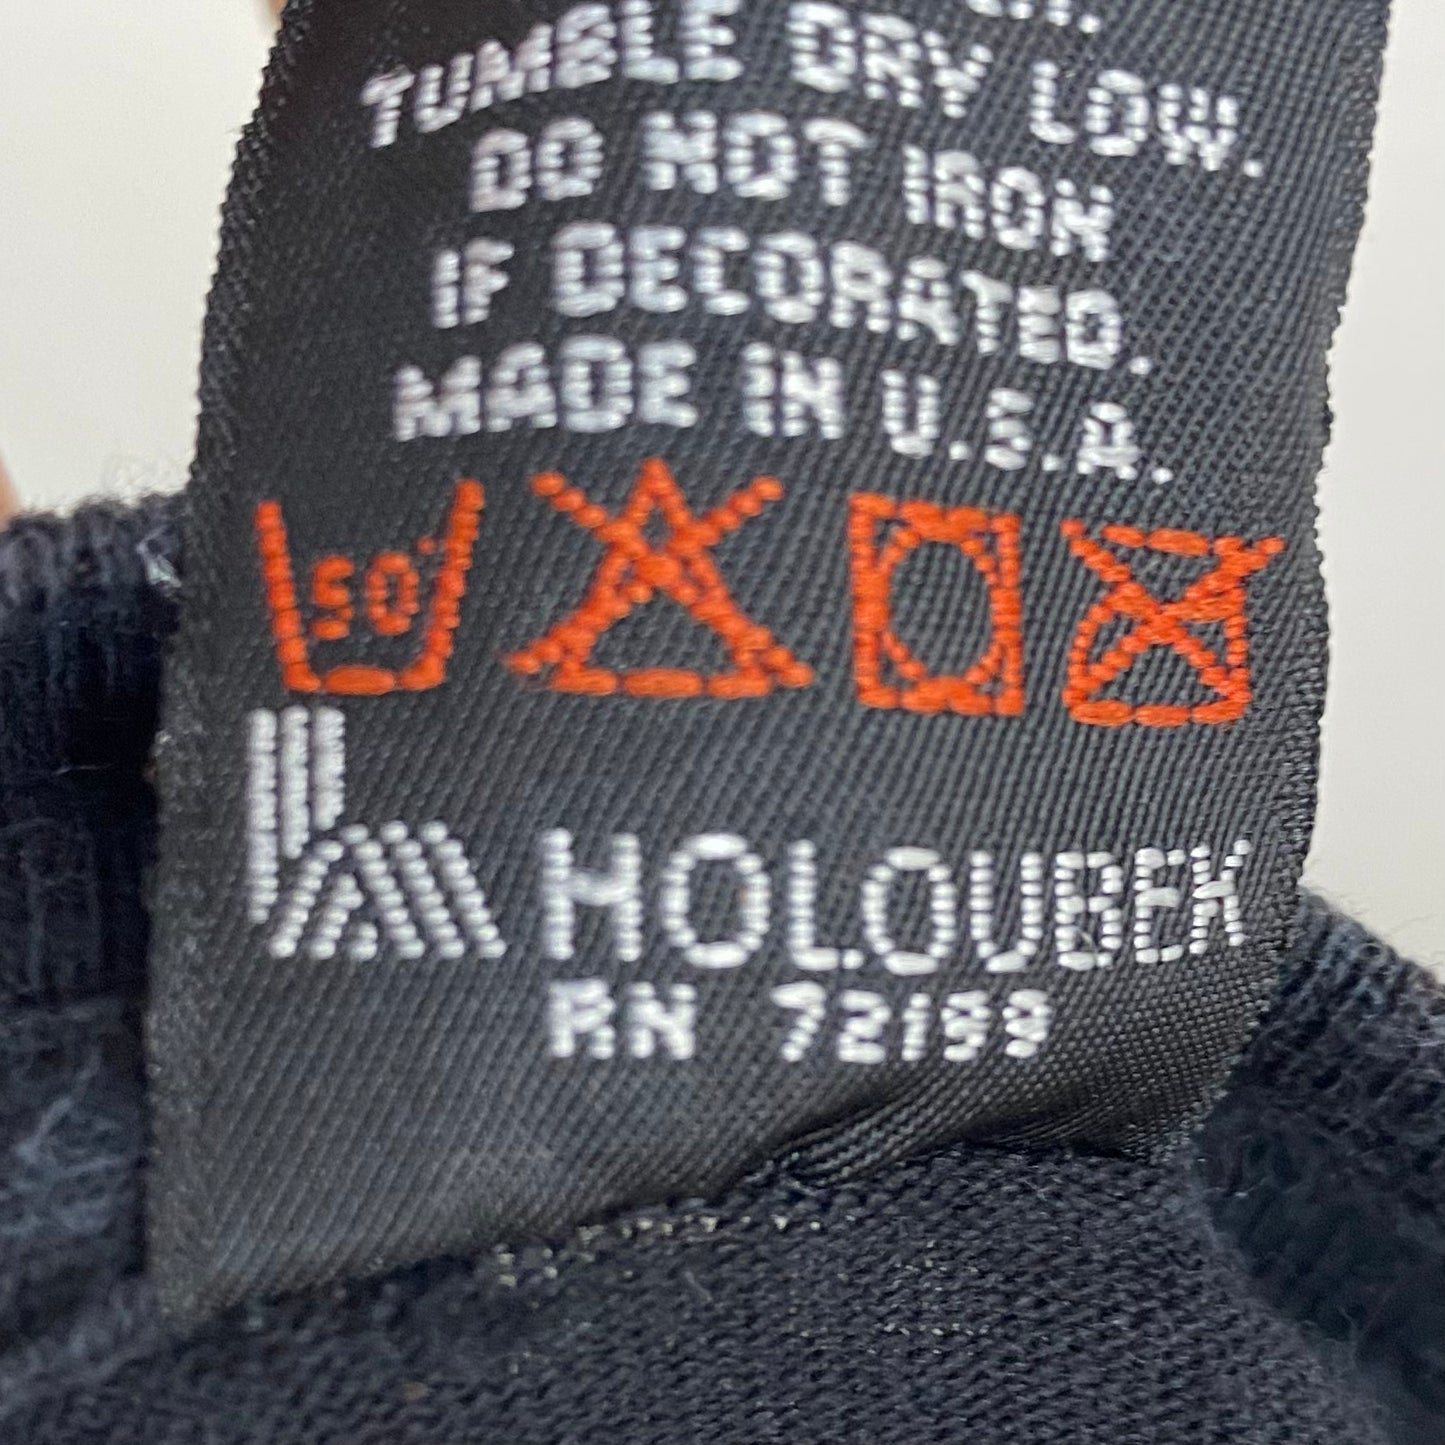 TUMBLE DRY LOW.
DO NOT IRON
IF DECORATED.
MADE IN U.S.A.
50°
HOLOUBEK
RN 72199